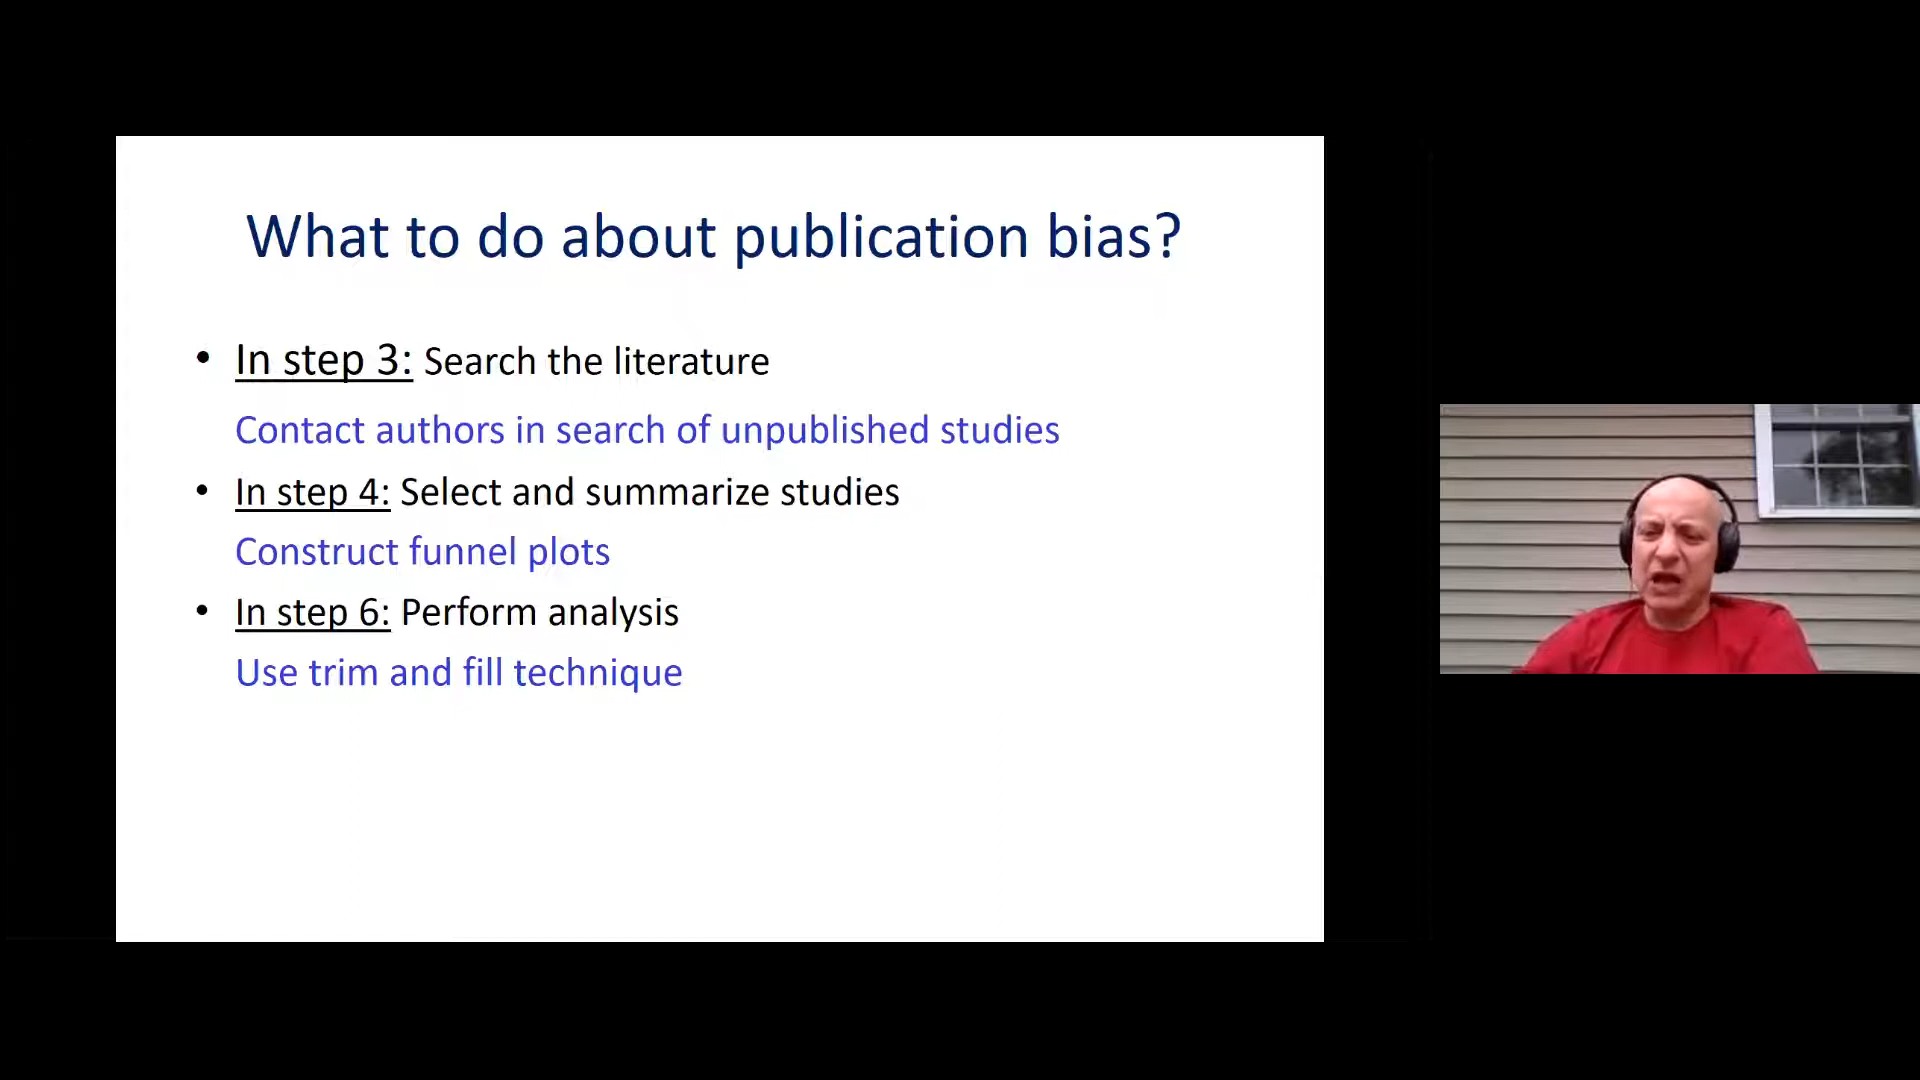 What to do about publication bias?
• In step 3: Search the literature
Contact authors in search of unpublished studies
• In step 4: Select and summarize studies
Construct funnel plots
• In step 6: Perform analysis
Use trim and fill technique